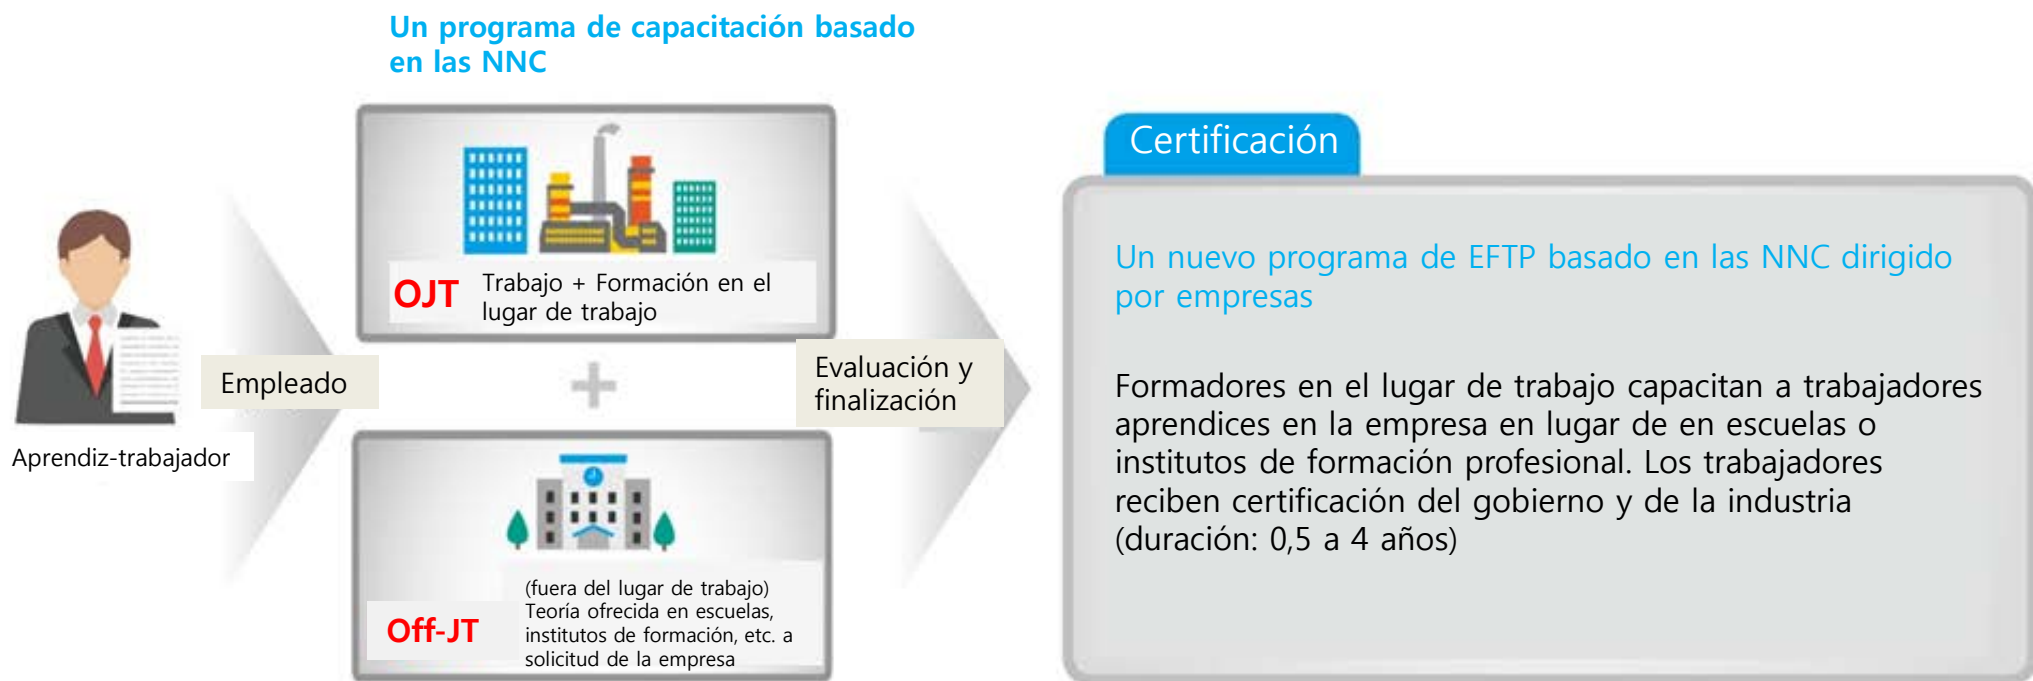 Un programa de capacitación basado
en las NNC
Aprendiz-trabajador
Empleado
OJT
Trabajo + Formación en el
lugar de trabajo
+
Off-JT
(fuera del lugar de trabajo)
Teoría ofrecida en escuelas,
institutos de formación, etc. a
solicitud de la empresa
Evaluación y
finalización
Certificación
Un nuevo programa de EFTP basado en las NNC dirigido
por empresas
Formadores en el lugar de trabajo capacitan a trabajadores
aprendices en la empresa en lugar de en escuelas o
institutos de formación profesional. Los trabajadores
reciben certificación del gobierno y de la industria
(duración: 0,5 a 4 años)